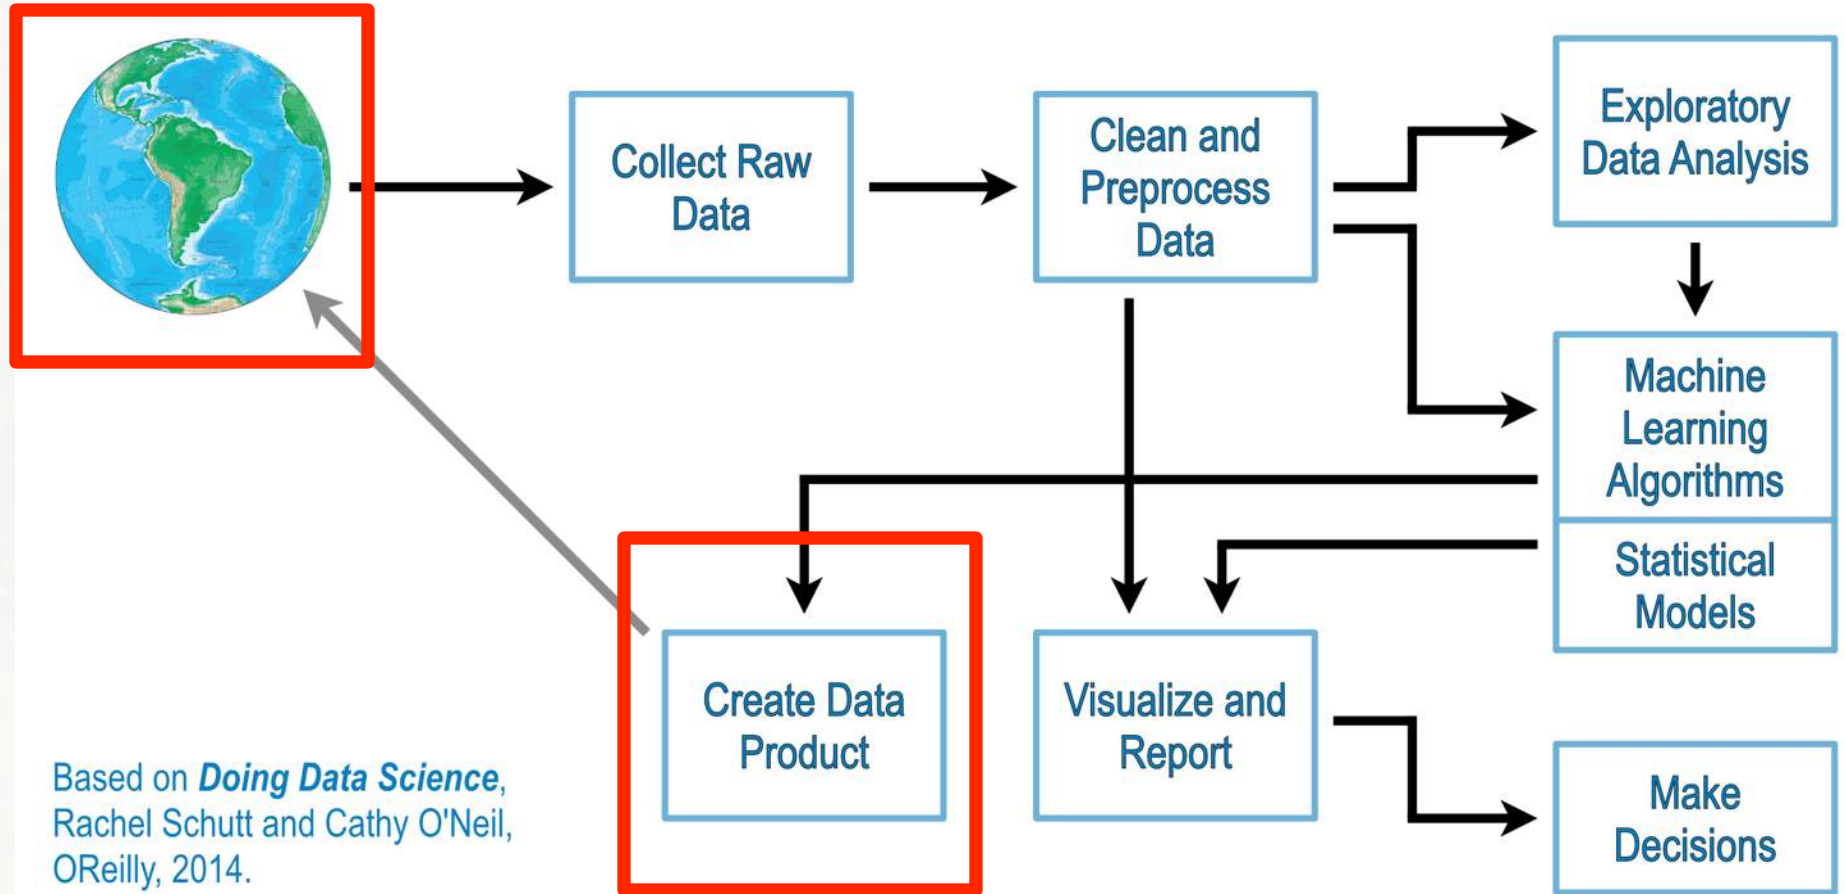 Collect Raw
Data
Clean and
Preprocess
Data
Exploratory
Data Analysis
Machine
Learning
Algorithms
Statistical
Models
Create Data
Product
Visualize and
Report
Make
Decisions
Based on Doing Data Science,
Rachel Schutt and Cathy O'Neil,
OReilly, 2014.